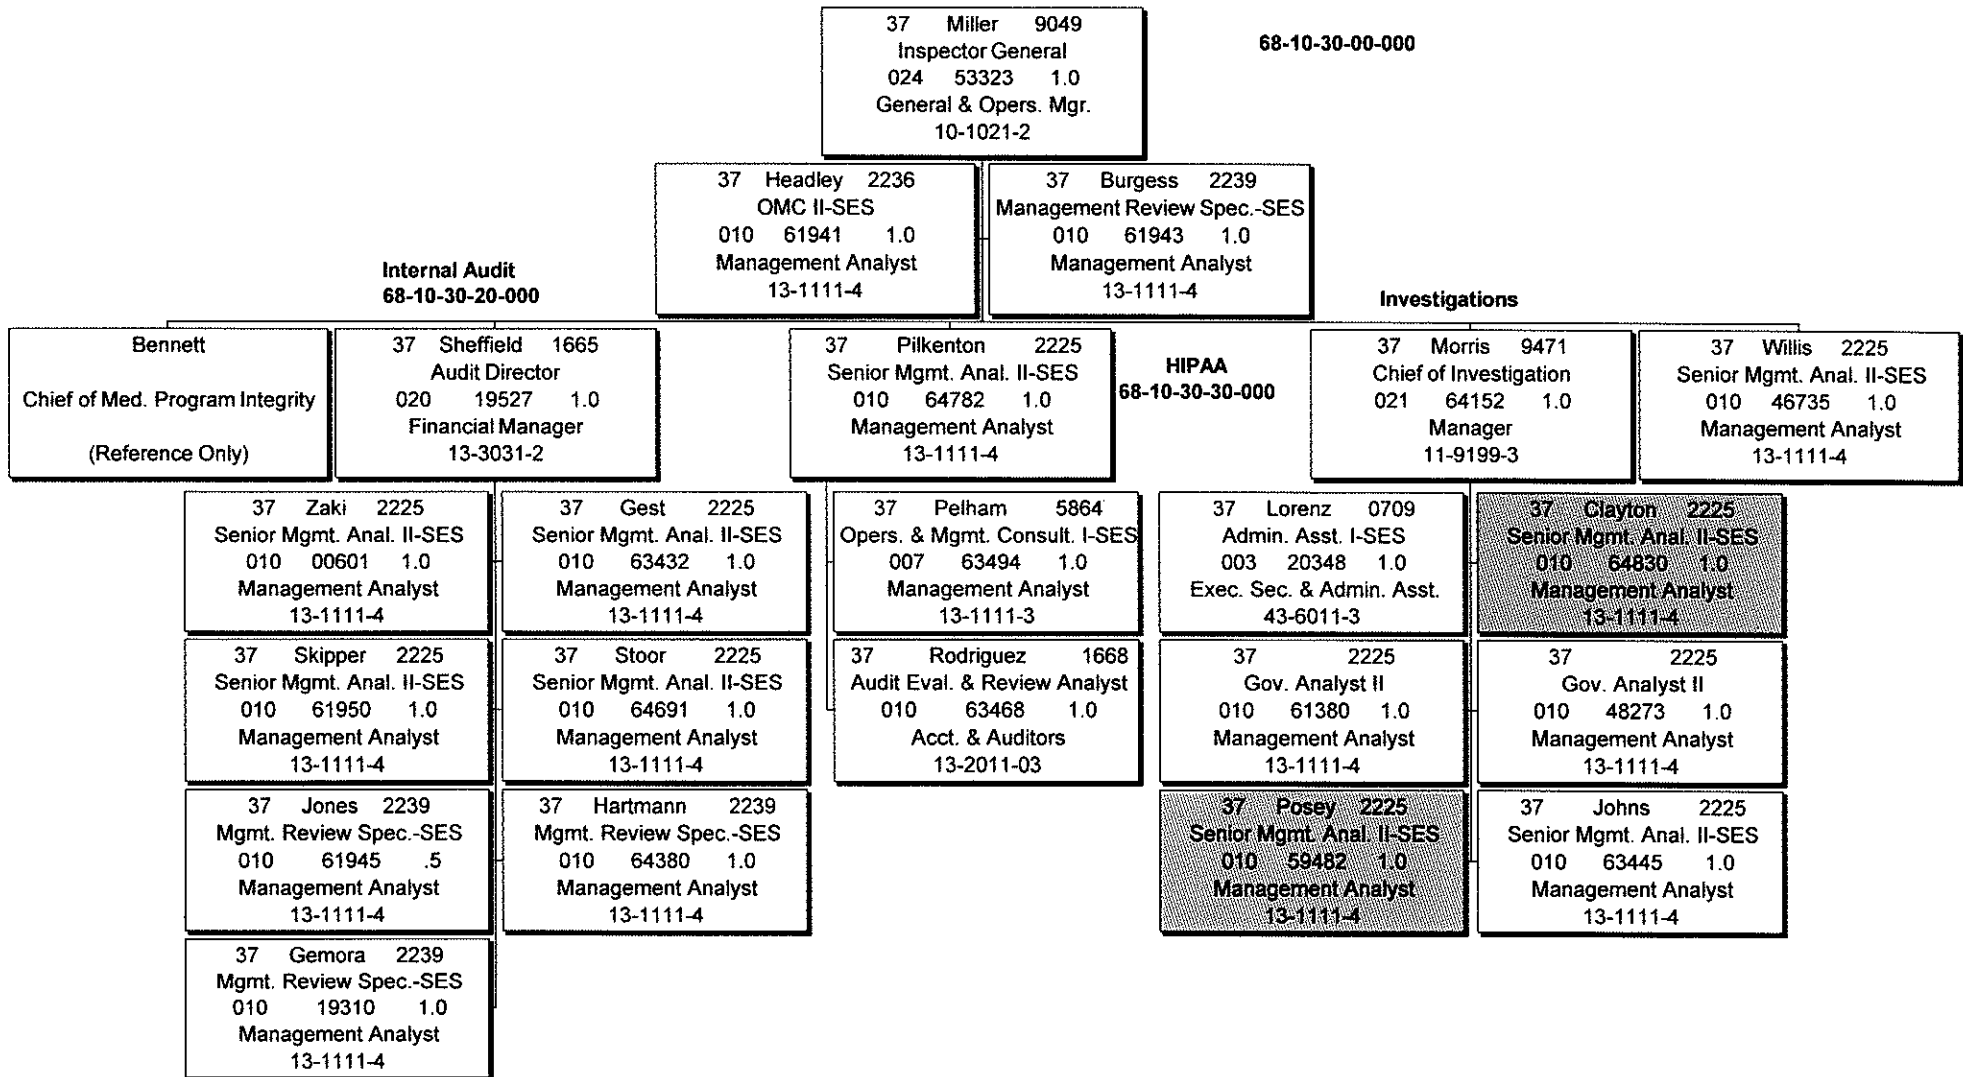 37 Miller 9049
Inspector General
024 53323 1.0
General & Opers. Mgr.
10-1021-2
68-10-30-00-000
37 Headley 2236
OMC II-SES
010 61941 1.0
Management Analyst
13-1111-4
37 Burgess 2239
Management Review Spec.-SES
010 61943 1.0
Management Analyst
13-1111-4
Internal Audit
68-10-30-20-000
Investigations
Bennett
Chief of Med. Program Integrity
(Reference Only)
37 Sheffield 1665
Audit Director
020 19527 1.0
Financial Manager
13-3031-2
37 Pilkenton 2225
Senior Mgmt. Anal. II-SES
010 64782 1.0
Management Analyst
13-1111-4
HIPAA
68-10-30-30-000
37 Morris 9471
Chief of Investigation
021 64152 1.0
Manager
11-9199-3
37 Willis 2225
Senior Mgmt. Anal. II-SES
010 46735 1.0
Management Analyst
13-1111-4
37 Zaki 2225
Senior Mgmt. Anal. II-SES
010 00601 1.0
Management Analyst
13-1111-4
37 Gest 2225
Senior Mgmt. Anal. II-SES
010 63432 1.0
Management Analyst
13-1111-4
37 Pelham 5864
Opers. & Mgmt. Consult. I-SES
007 63494 1.0
Management Analyst
13-1111-3
37 Lorenz 0709
Admin. Asst. I-SES
003 20348 1.0
Exec. Sec. & Admin. Asst.
43-6011-3
37 Clayton 2225
Senior Mgmt. Anal. II-SES
010 64830 1.0
Management Analyst
13-1111-4
37 Skipper 2225
Senior Mgmt. Anal. II-SES
010 61950 1.0
Management Analyst
13-1111-4
37 Stoor 2225
Senior Mgmt. Anal. II-SES
010 64691 1.0
Management Analyst
13-1111-4
37 Rodriguez 1668
Audit Eval. & Review Analyst
010 63468 1.0
Acct. & Auditors
13-2011-03
37 2225
Gov. Analyst II
010 61380 1.0
Management Analyst
13-1111-4
37 2225
Gov. Analyst II
010 48273 1.0
Management Analyst
13-1111-4
37 Jones 2239
Mgmt. Review Spec.-SES
010 61945 .5
Management Analyst
13-1111-4
37 Hartmann 2239
Mgmt. Review Spec.-SES
010 64380 1.0
Management Analyst
13-1111-4
37 Posey 2225
Senior Mgmt. Anal. II-SES
010 59482 1.0
Management Analyst
13-1111-4
37 Johns 2225
Senior Mgmt. Anal. II-SES
010 63445 1.0
Management Analyst
13-1111-4
37 Gemora 2239
Mgmt. Review Spec.-SES
010 19310 1.0
Management Analyst
13-1111-4